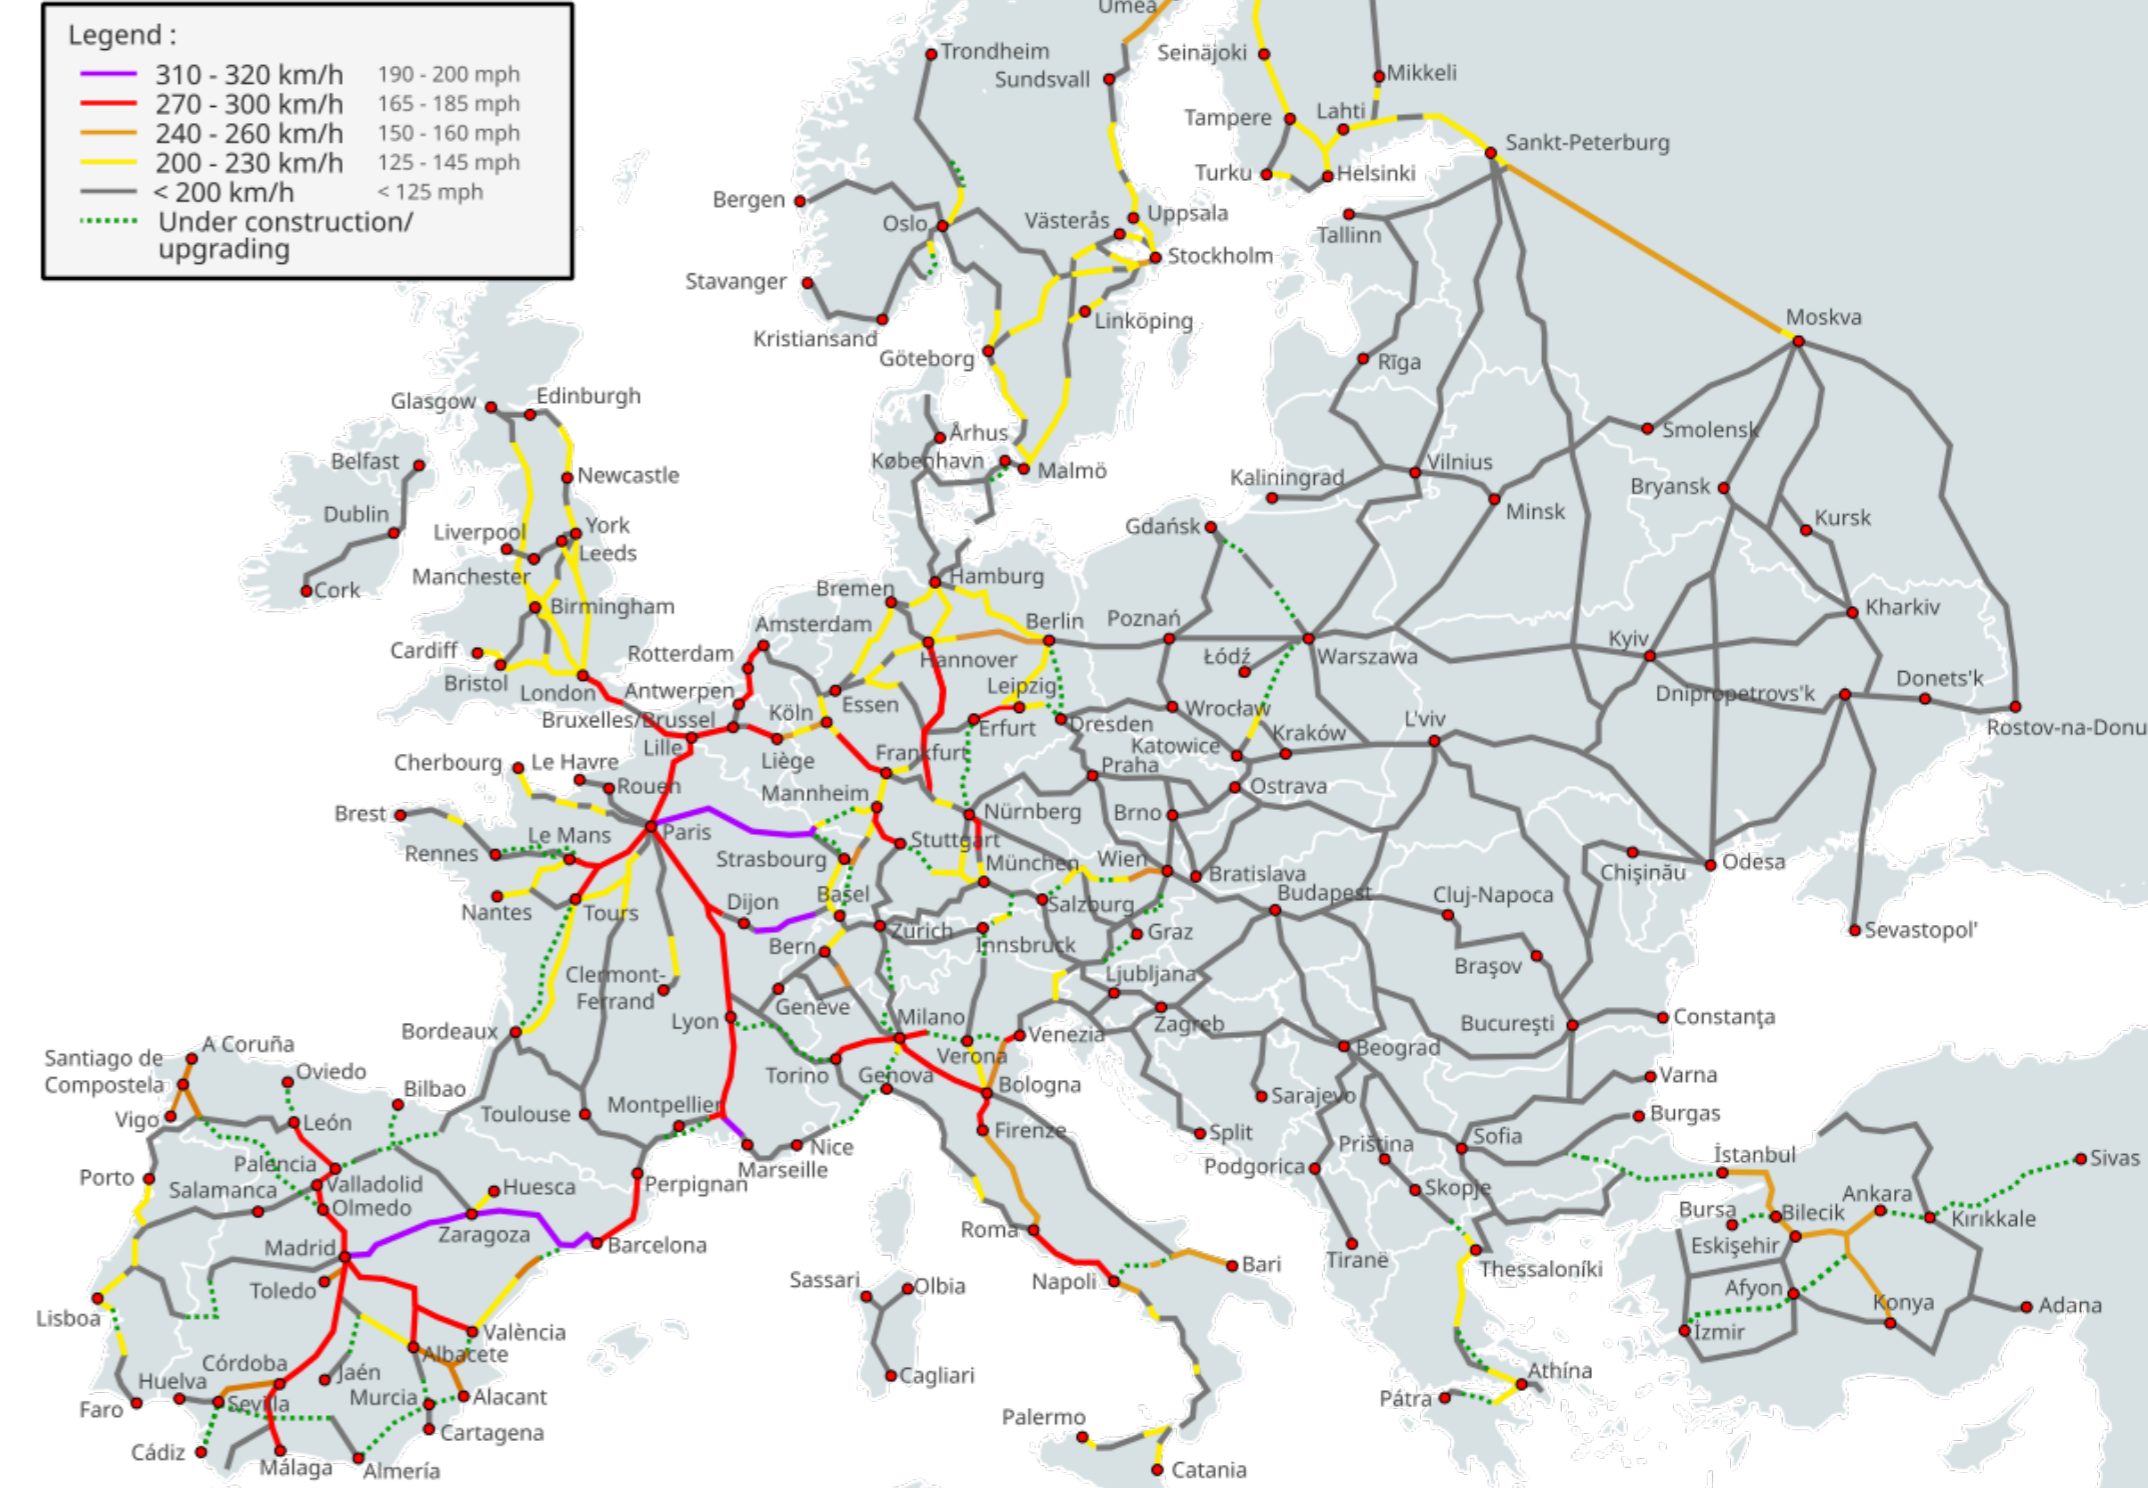 Legend :
310 - 320 km/h 190 - 200 mph
270 - 300 km/h 165 - 185 mph
240 - 260 km/h 150 - 160 mph
200 - 230 km/h 125 - 145 mph
< 200 km/h < 125 mph
Under construction/
upgrading
Umeå
Trondheim
Sundsvall
Seinäjoki
Mikkeli
Tampere
Lahti
Sankt-Peterburg
Turku
Helsinki
Bergen
Oslo
Västerås
Uppsala
Tallinn
Stockholm
Stavanger
Linköping
Kristiansand
Göteborg
Moskva
Rīga
Glasgow
Edinburgh
Århus
Smolensk
København
Malmö
Belfast
Newcastle
Kaliningrad
Vilnius
Bryansk
Dublin
Liverpool
York
Leeds
Gdańsk
Minsk
Kursk
Manchester
Cork
Birmingham
Bremen
Hamburg
Kharkiv
Amsterdam
Berlin
Poznań
Cardiff
Rotterdam
Hannover
Łódź
Warszawa
Kyiv
Bristol
London
Antwerpen
Essen
Leipzig
Donets'k
Dnipropetrovs'k
Bruxelles/Brussel
Köln
Erfurt
Dresden
Wrocław
L'viv
Rostov-na-Donu
Lille
Liège
Frankfurt
Katowice
Kraków
Cherbourg
Le Havre
Rouen
Praha
Ostrava
Mannheim
Brest
Nürnberg
Brno
Le Mans
Paris
Rennes
Strasbourg
Stuttgart
München
Wien
Bratislava
Chişinău
Odesa
Nantes
Tours
Dijon
Basel
Salzburg
Budapest
Cluj-Napoca
Zürich
Innsbruck
Graz
Sevastopol'
Bern
Braşov
Clermont-
Ferrand
Genève
Ljubljana
Bordeaux
Lyon
Milano
Venezia
Zagreb
Bucureşti
Constanţa
A Coruña
Santiago de
Compostela
Oviedo
Verona
Beograd
Vigo
Bilbao
Torino
Genova
Bologna
Sarajevo
Varna
León
Toulouse
Montpellier
Firenze
Split
Burgas
Nice
Marseille
Priština
Sofia
Palencia
Porto
Valladolid
Perpignan
Podgorica
İstanbul
Sivas
Salamanca
Olmedo
Huesca
Skopje
Ankara
Zaragoza
Roma
Bursa
Bilecik
Kırıkkale
Madrid
Barcelona
Bari
Tiranë
Eskişehir
Toledo
Sassari
Olbia
Napoli
Thessaloníki
Afyon
Konya
Adana
Lisboa
València
İzmir
Albacete
Córdoba
Jaén
Cagliari
Athína
Huelva
Sevilla
Murcia
Alacant
Pátra
Faro
Cartagena
Palermo
Cádiz
Málaga
Almería
Catania